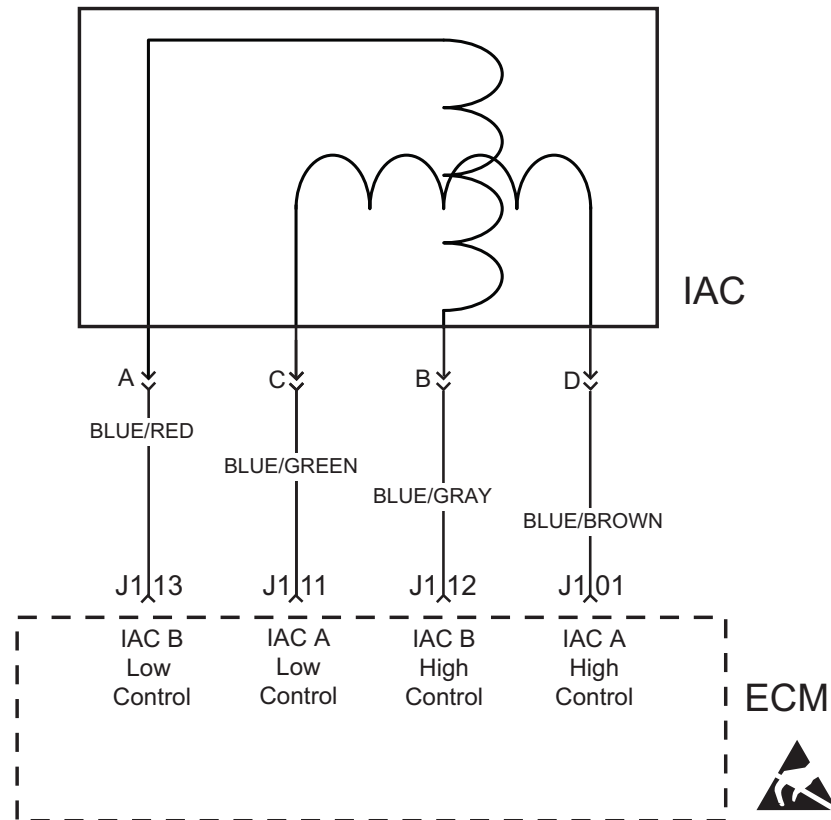 IAC
A
C
B
D
BLUE/RED
BLUE/GREEN
BLUE/GRAY
BLUE/BROWN
J1 13
J1 11
J1 12
J1 01
IAC B
Low
Control
IAC A
Low
Control
IAC B
High
Control
IAC A
High
Control
ECM